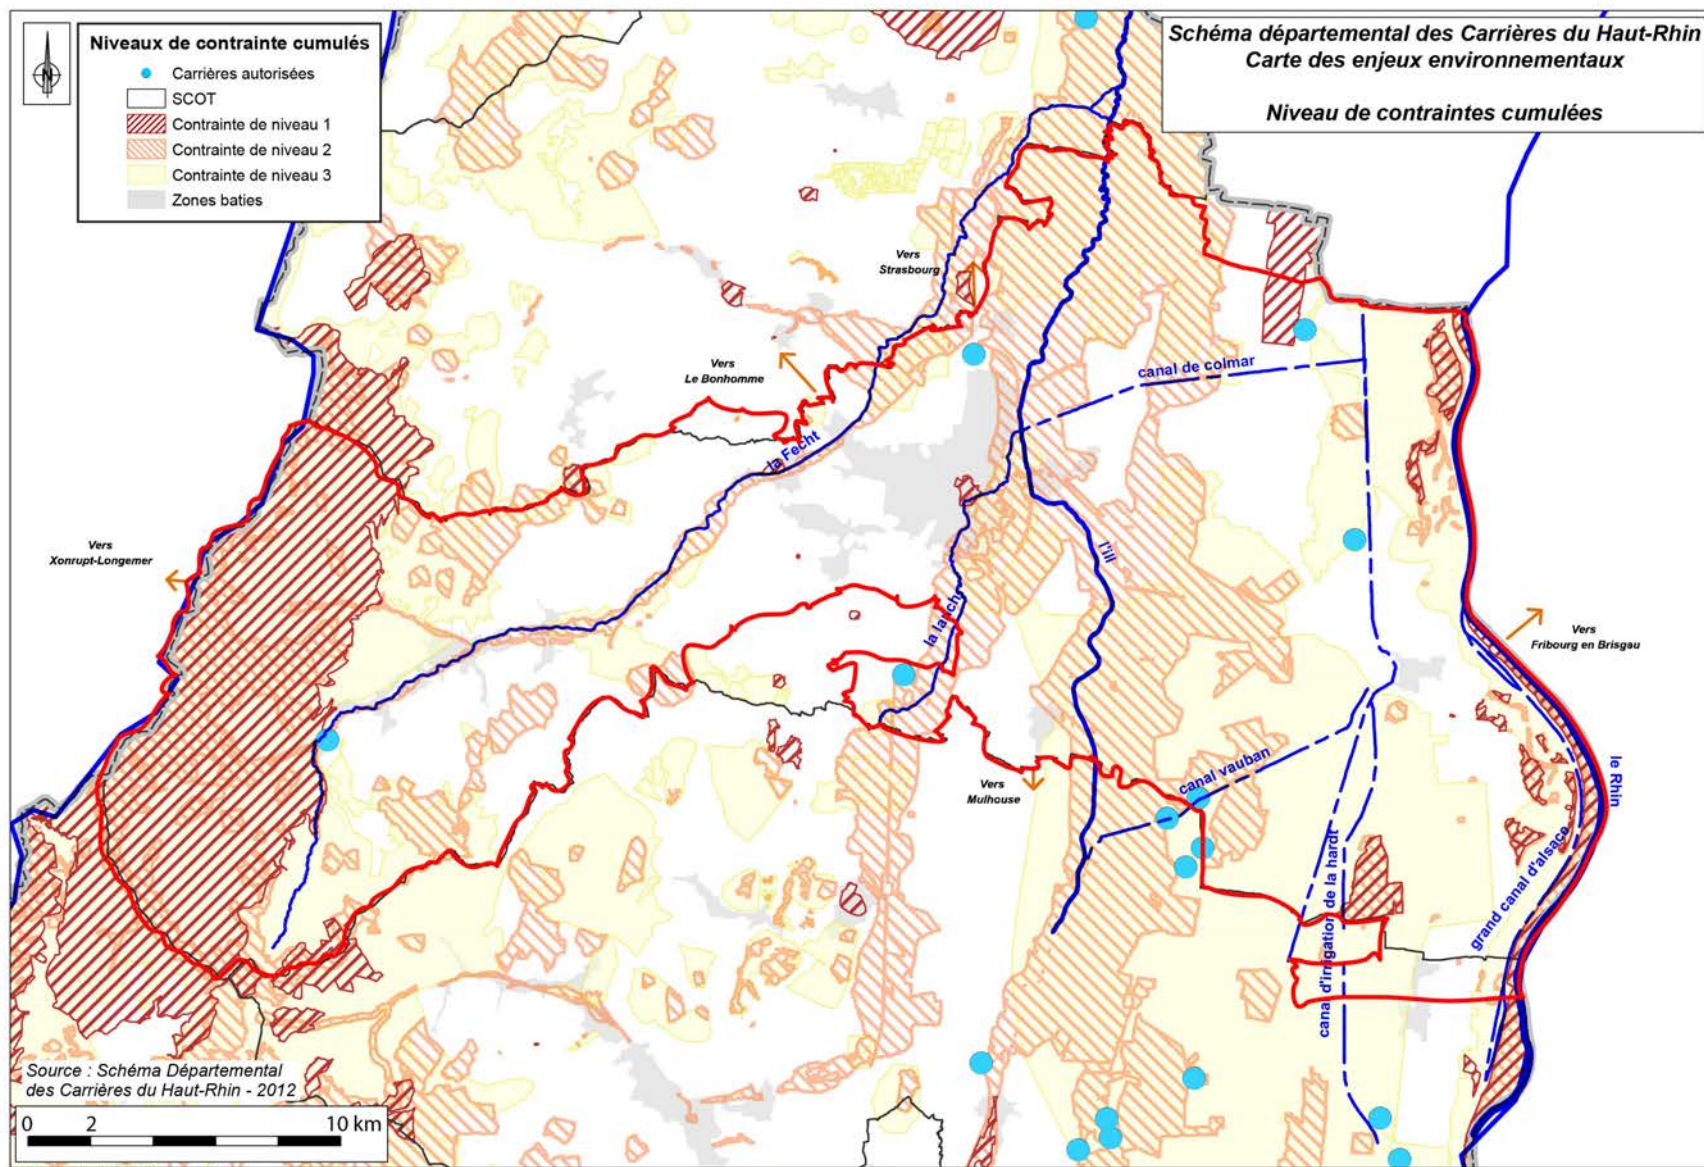 Schéma départemental des Carrières du Haut-Rhin
Carte des enjeux environnementaux
Niveau de contraintes cumulées
N
Niveaux de contrainte cumulés
Carrières autorisées
SCOT
Contrainte de niveau 1
Contrainte de niveau 2
Contrainte de niveau 3
Zones baties
Vers
Strasbourg
Vers
Le Bonhomme
canal de colmar
la Fecht
Vers
Xonrupt-Longemer
l'ill
la lauch
Vers
Fribourg en Brisgau
Vers
Mulhouse
canal vauban
le Rhin
canal d'irrigation de la hardt
grand canal d'alsace
Source : Schéma Départemental
des Carrières du Haut-Rhin - 2012
0 2 10 km